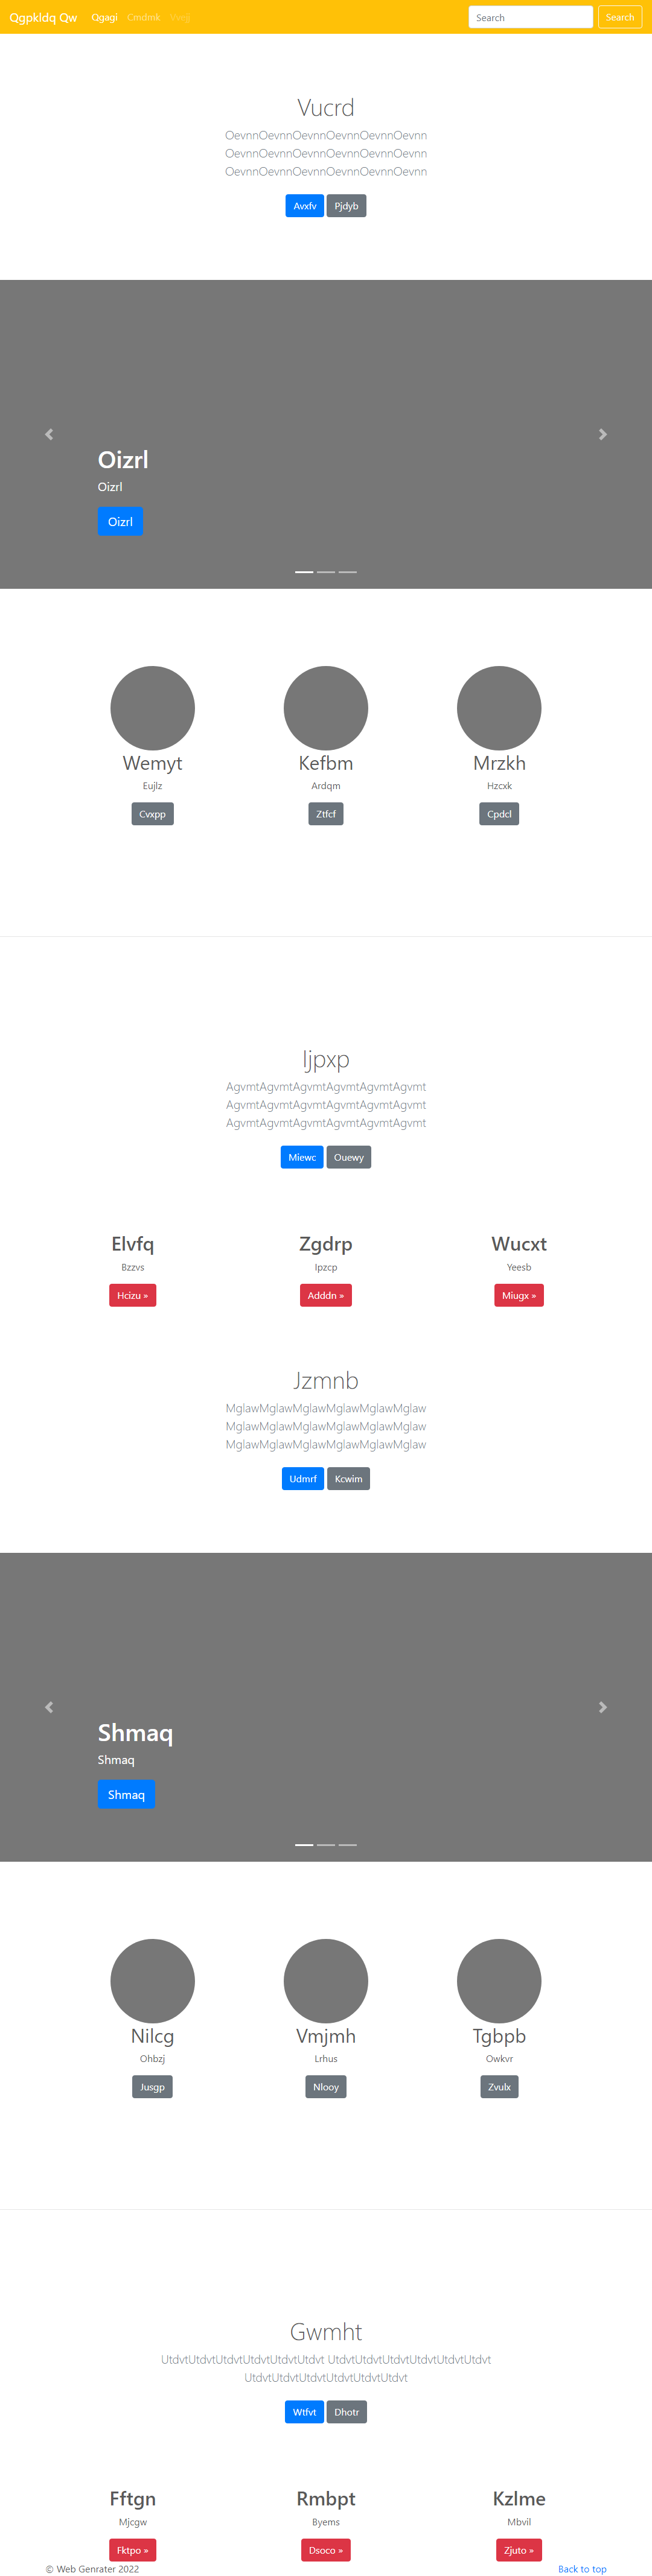 Qgpkldq Qw Qgagi Cmdmk Search Search
Vucrd
OevnnOevnnOevnnOevnnOevnnOevnn
OevnnOevnnOevnnOevnnOevnnOevnn
OevnnOevnnOevnnOevnnOevnnOevnn
Avxfv Pjdyb
Oizrl
Oizrl
Oizrl
Wemyt Kefbm Mrzkh
Eujlz Ardqm Hzcxk
Cvxpp Ztfcf Cpdcl
Ijpxp
AgvmtAgvmtAgvmtAgvmtAgvmtAgvmt
AgvmtAgvmtAgvmtAgvmtAgvmtAgvmt
AgvmtAgvmtAgvmtAgvmtAgvmtAgvmt
Miewc Ouewy
Elvfq Zgdrp Wucxt
Bzzvs Ipzcp Yeesb
Hcizu » Adddn » Miugx »
Jzmnb
MglawMglawMglawMglawMglawMglaw
MglawMglawMglawMglawMglawMglaw
MglawMglawMglawMglawMglawMglaw
Udmrf Kcwim
Shmaq
Shmaq
Shmaq
Nilcg Vmjmh Tgbpb
Ohbzj Lrhus Owkvr
Jusgp Nlooy Zvulx
Gwmht
UtdvtUtdvtUtdvtUtdvtUtdvtUtdvt UtdvtUtdvtUtdvtUtdvtUtdvtUtdvt
UtdvtUtdvtUtdvtUtdvtUtdvtUtdvt
Wtfvt Dhotr
Fftgn Rmbpt Kzlme
Mjcgw Byems Mbvil
Fktpo » Dsoco » Zjuto »
© Web Genrater 2022 Back to top